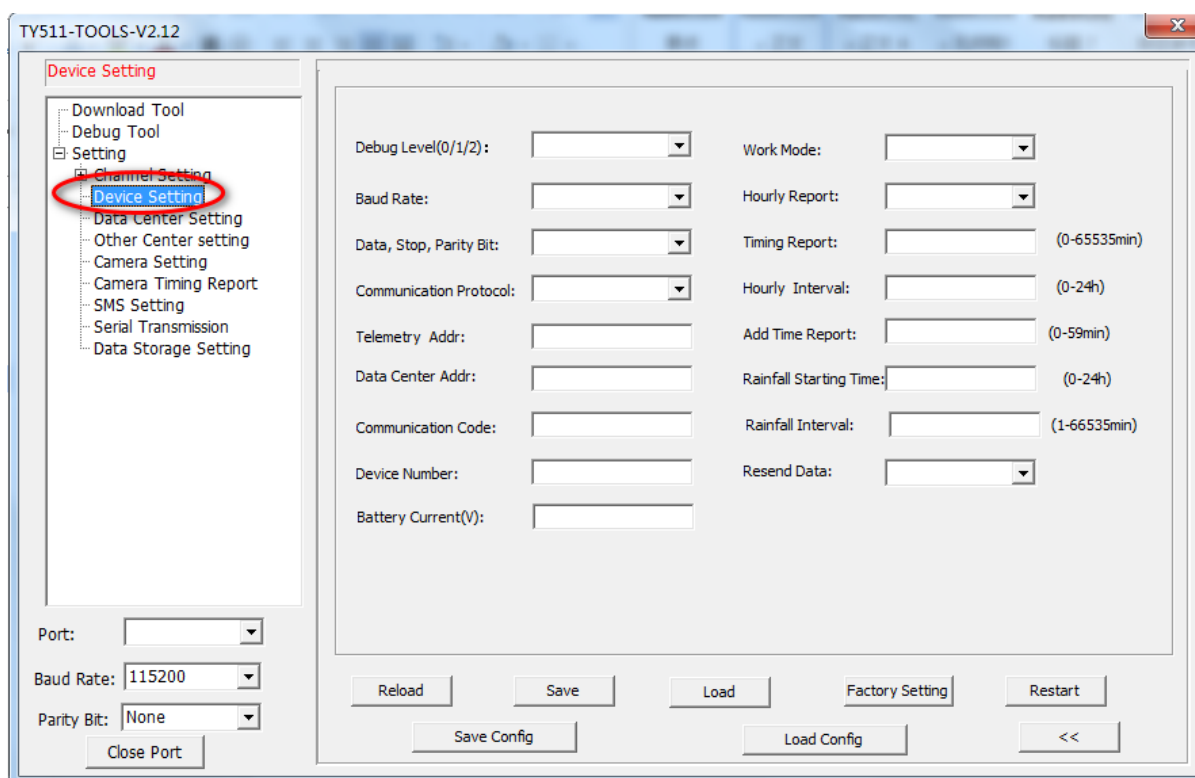 TY511-TOOLS-V2.12
Device Setting
Download Tool
Debug Tool
Setting
Channel Setting
Device Setting
Data Center Setting
Other Center setting
Camera Setting
Camera Timing Report
SMS Setting
Serial Transmission
Data Storage Setting
Port:
Baud Rate: 115200
Parity Bit: None
Close Port
Debug Level(0/1/2):
Baud Rate:
Data, Stop, Parity Bit:
Communication Protocol:
Telemetry Addr:
Data Center Addr:
Communication Code:
Device Number:
Battery Current(V):
Work Mode:
Hourly Report:
Timing Report: (0-65535min)
Hourly Interval: (0-24h)
Add Time Report: (0-59min)
Rainfall Starting Time: (0-24h)
Rainfall Interval: (1-66535min)
Resend Data:
Reload Save Load Factory Setting Restart
Save Config Load Config <<